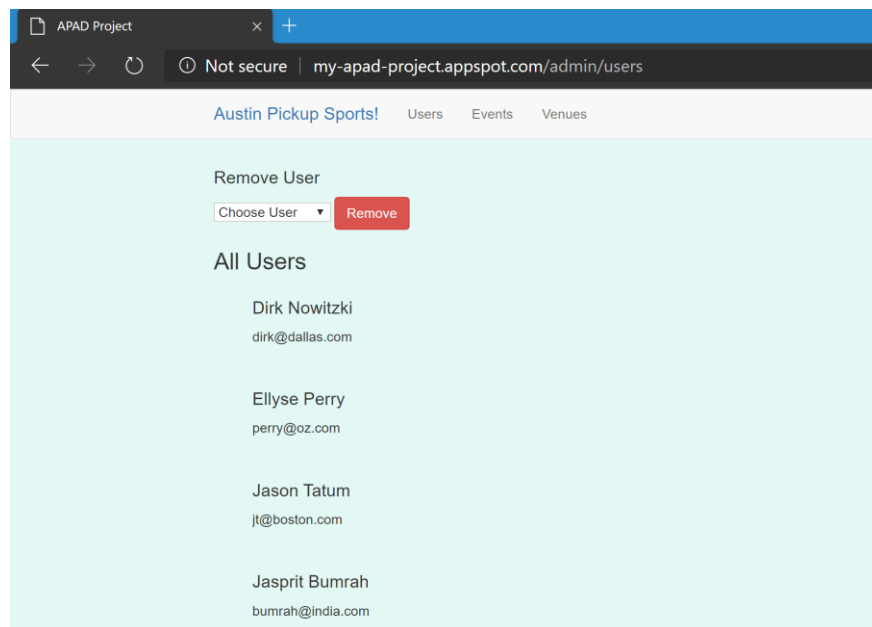 APAD Project
Not secure | my-apad-project.appspot.com/admin/users
Austin Pickup Sports! Users Events Venues
Remove User
Choose User Remove
All Users
Dirk Nowitzki
dirk@dallas.com
Ellyse Perry
perry@oz.com
Jason Tatum
jt@boston.com
Jasprit Bumrah
bumrah@india.com